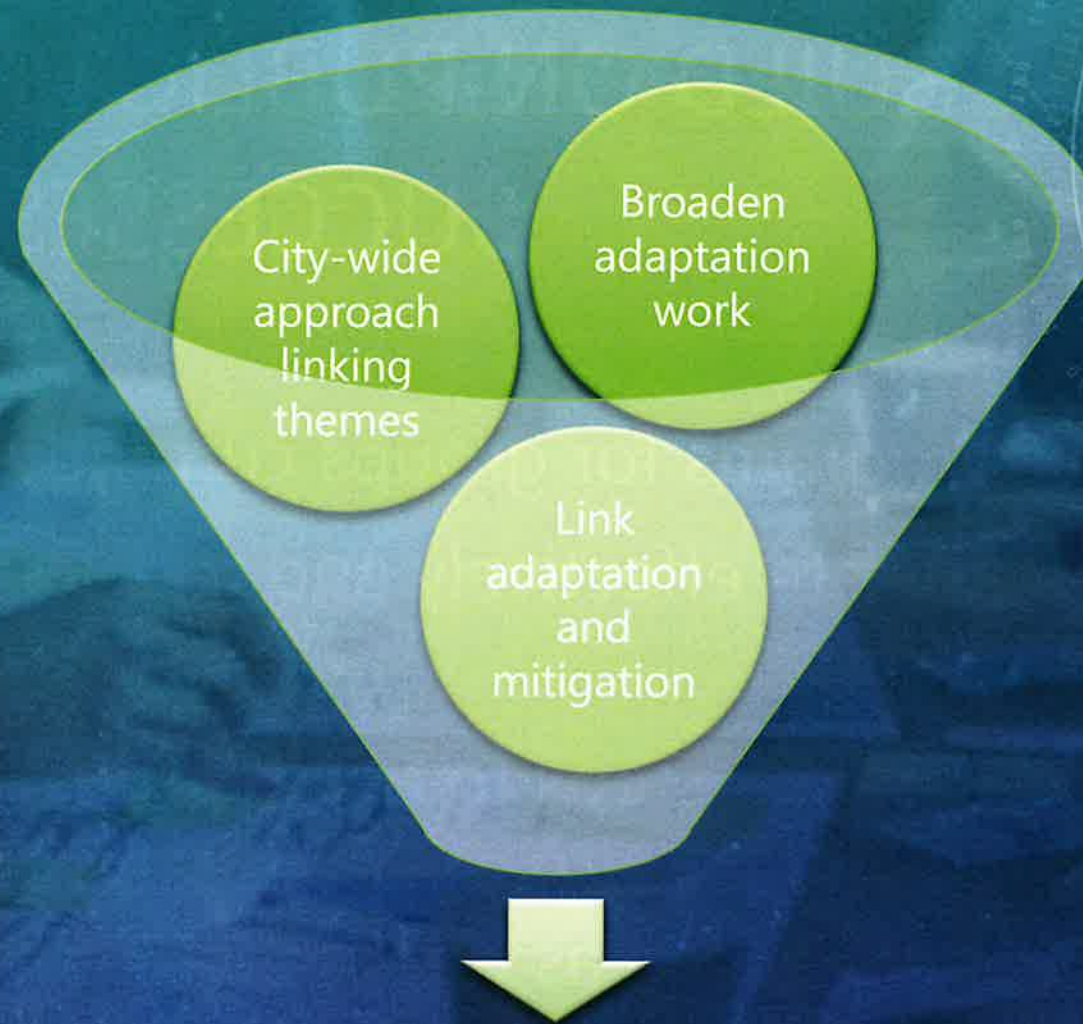 City-wide
approach
linking
themes
Broaden
adaptation
work
Link
adaptation
and
mitigation